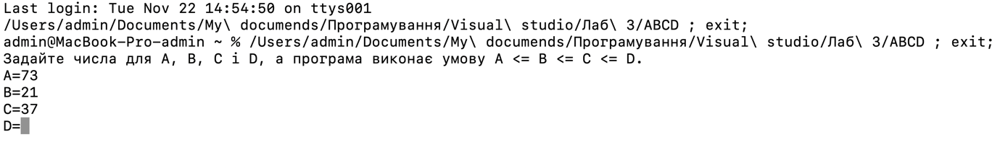 Last login: Tue Nov 22 14:54:50 on ttys001
/Users/admin/Documents/My\ documends/Програмування/Visual\ studio/Лаб\ 3/ABCD ; exit;
admin@MacBook-Pro-admin ~ % /Users/admin/Documents/My\ documends/Програмування/Visual\ studio/Лаб\ 3/ABCD ; exit;
Задайте числа для A, B, C і D, а програма виконає умову A <= B <= C <= D.
A=73
B=21
C=37
D=